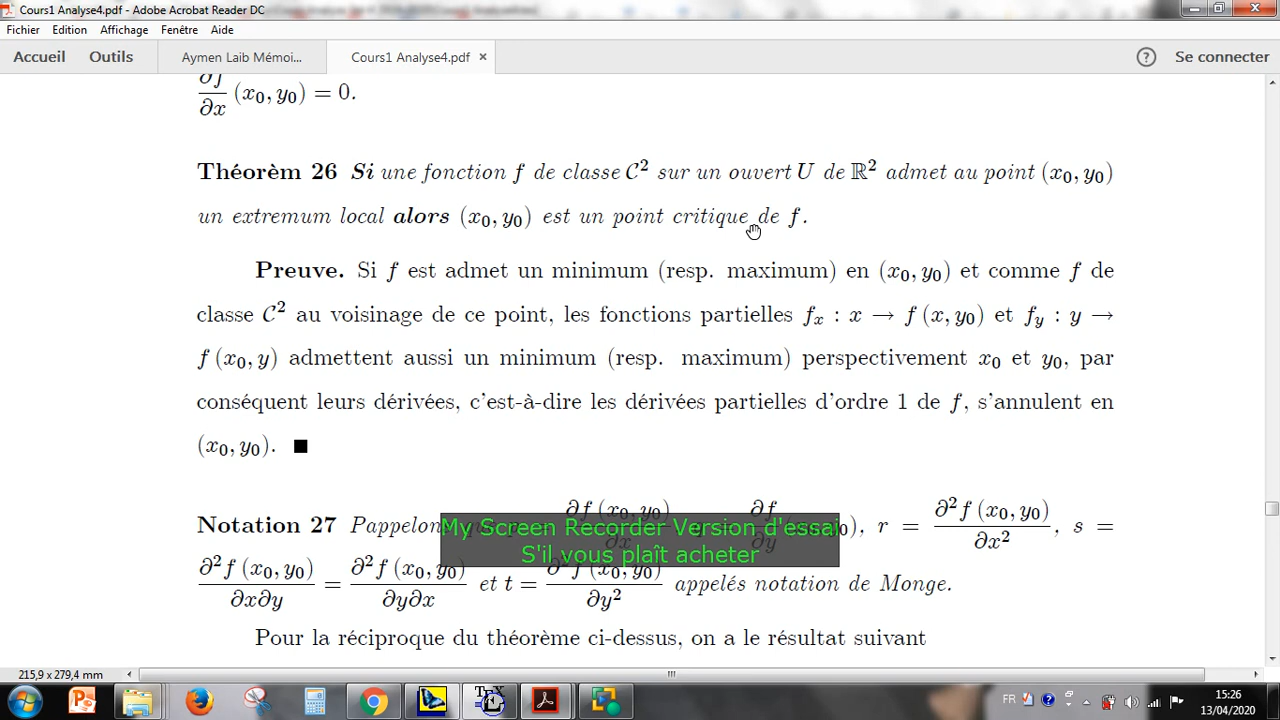 Cours1 Analyse4.pdf - Adobe Acrobat Reader DC
Fichier Edition Affichage Fenêtre Aide
Accueil Outils Aymen Laib Mémoi... Cours1 Analyse4.pdf × Se connecter
∂f/∂x (x₀, y₀) = 0.
Théorèm 26 Si une fonction f de classe C² sur un ouvert U de ℝ² admet au point (x₀, y₀)
un extremum local alors (x₀, y₀) est un point critique de f.
Preuve. Si f est admet un minimum (resp. maximum) en (x₀, y₀) et comme f de
classe C² au voisinage de ce point, les fonctions partielles fₓ : x → f (x, y₀) et f_y : y →
f (x₀, y) admettent aussi un minimum (resp. maximum) perspectivement x₀ et y₀, par
conséquent leurs dérivées, c'est-à-dire les dérivées partielles d'ordre 1 de f, s'annulent en
(x₀, y₀). ■
Notation 27 Pappelons ∂f (x₀, y₀)/∂x ∂f/∂y r = ∂²f (x₀, y₀)/∂x², s =
My Screen Recorder Version d'essai
S'il vous plaît acheter
∂²f (x₀, y₀)/∂x∂y = ∂²f (x₀, y₀)/∂y∂x et t = ∂²f (x₀, y₀)/∂y² appelés notation de Monge.
Pour la réciproque du théorème ci-dessus, on a le résultat suivant
215,9 x 279,4 mm
FR 15:26
13/04/2020